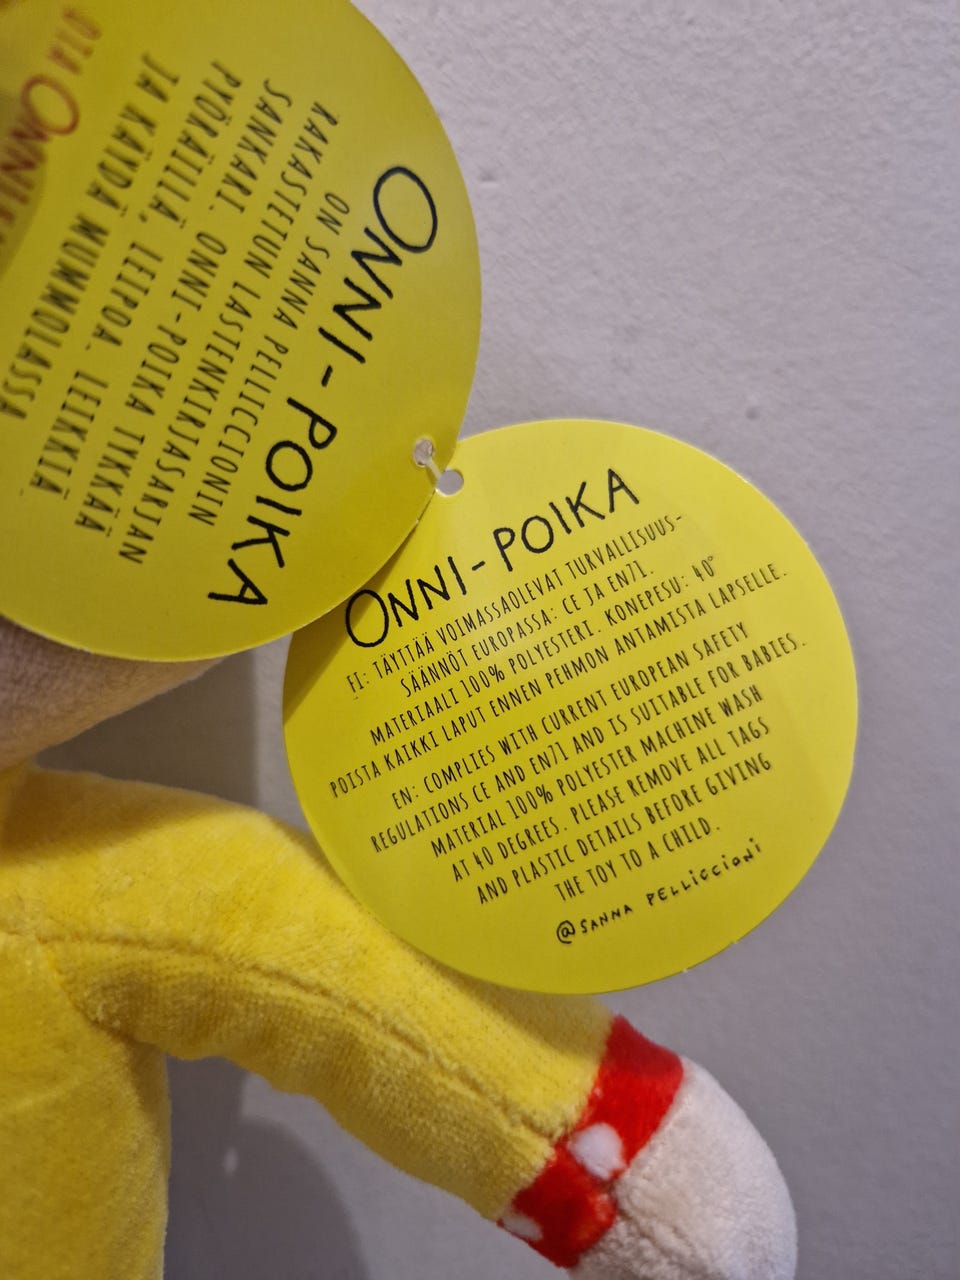 ONNI-POIKA
ON SANNA PELLICCIONIN
RAKASTETUN LASTENKIRJASARJAN
SANKARI. ONNI-POIKA TYKKÄÄ
PYÖRÄILLÄ, LEIPOA. LEIKKIÄ
JA KÄYDÄ MUMMOLASSA
OTA
ONNI-POIKA
FI: TÄYTTÄÄ VOIMASSAOLEVAT TURVALLISUUS-
SÄÄNNÖT EUROPASSA: CE JA EN71.
MATERIAALI 100% POLYESTERI. KONEPESU: 40°
POISTA KAIKKI LAPUT ENNEN PEHMON ANTAMISTA LAPSELLE.
EN: COMPLIES WITH CURRENT EUROPEAN SAFETY
REGULATIONS CE AND EN71 AND IS SUITABLE FOR BABIES.
MATERIAL 100% POLYESTER MACHINE WASH
AT 40 DEGREES. PLEASE REMOVE ALL TAGS
AND PLASTIC DETAILS BEFORE GIVING
THE TOY TO A CHILD.
@SANNA PELLICCIONI